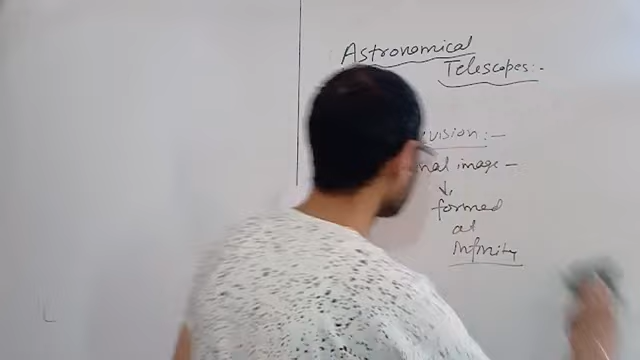 Astronomical
Telescopes:-
vision:-
nal image -
formed
at
infinity